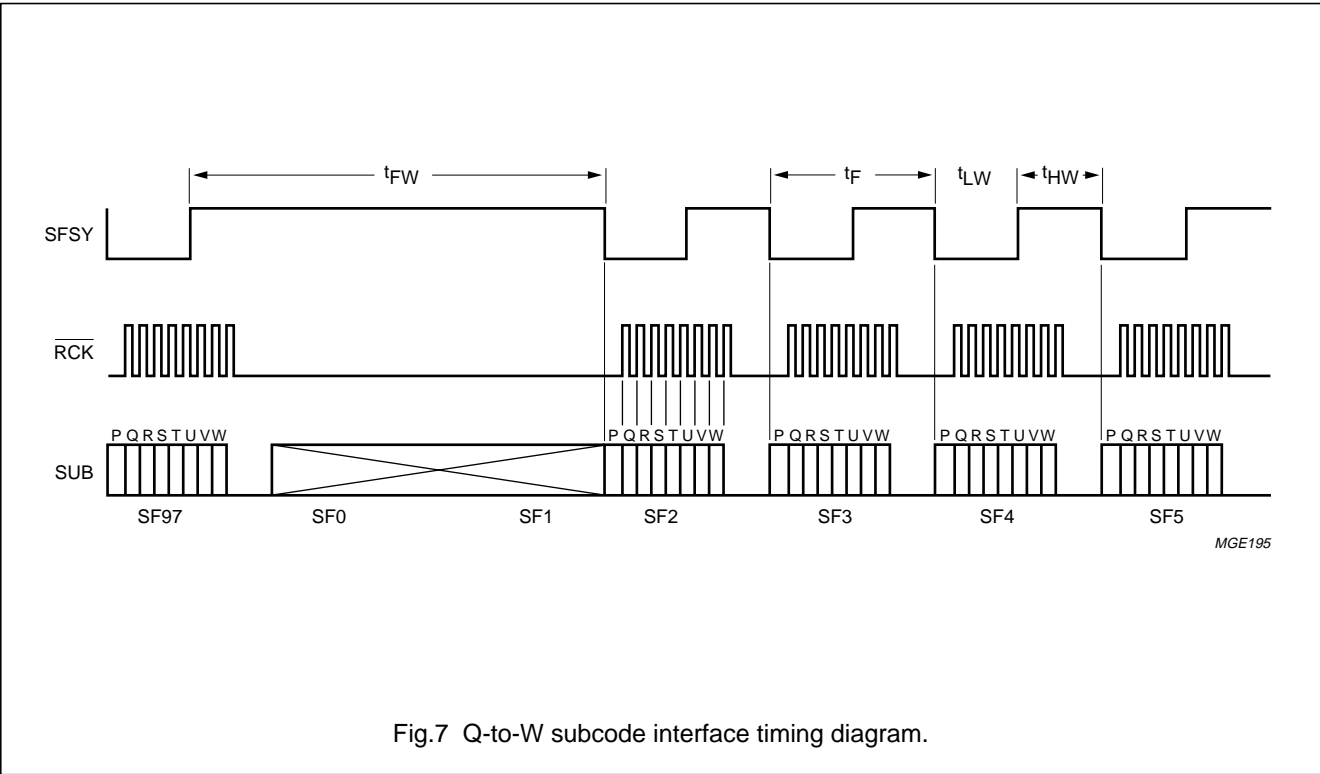 tFW tF tLW tHW
SFSY
RCK
P Q R S T U V W P Q R S T U V W P Q R S T U V W P Q R S T U V W P Q R S T U V W
SUB
SF97 SF0 SF1 SF2 SF3 SF4 SF5
MGE195
Fig.7 Q-to-W subcode interface timing diagram.